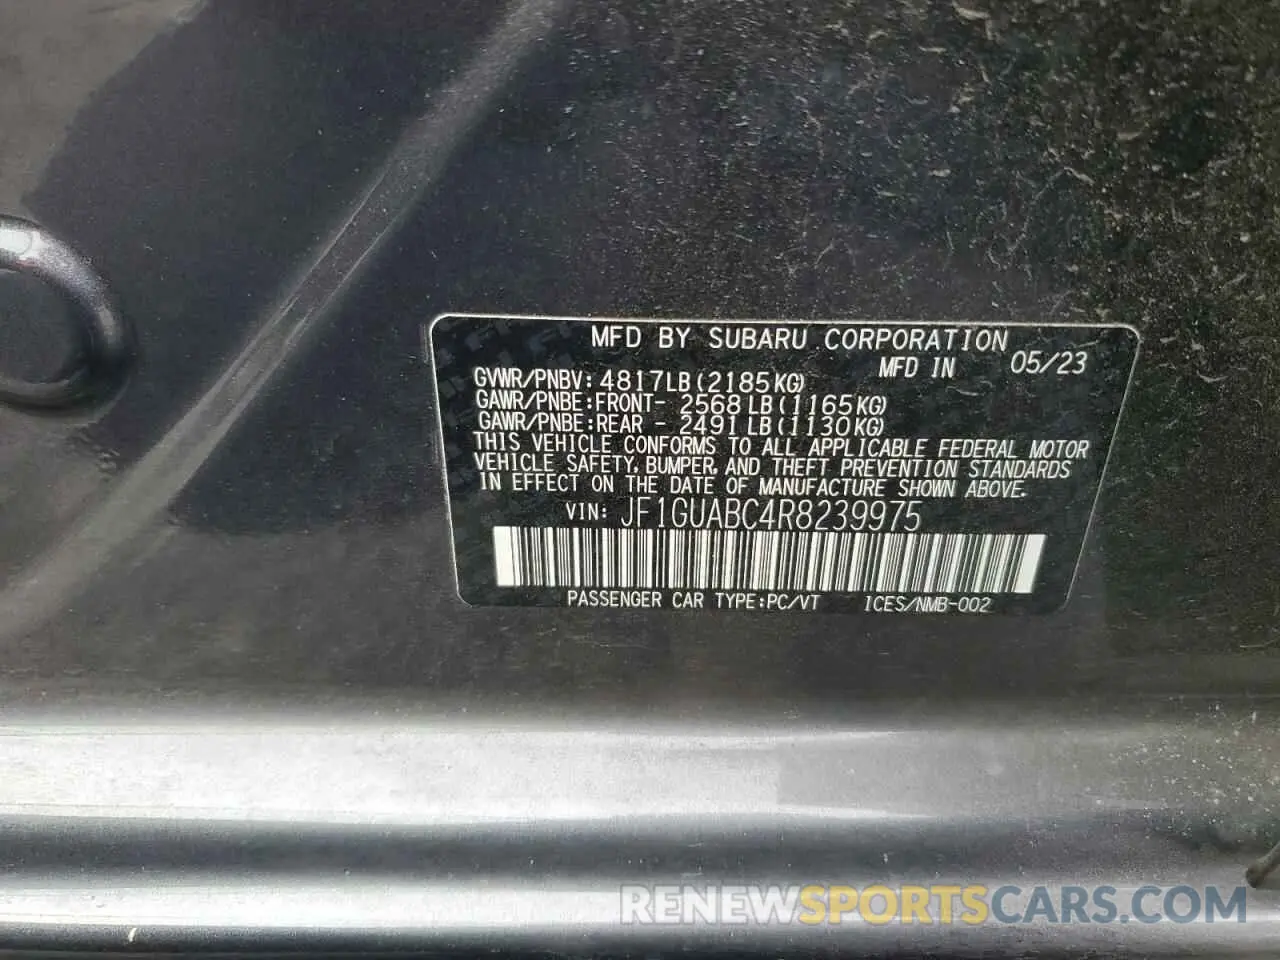 MFD BY SUBARU CORPORATION
MFD IN 05/23
GVWR/PNBV: 4817LB(2185KG)
GAWR/PNBE:FRONT- 2568LB(1165KG)
GAWR/PNBE:REAR - 2491LB(1130KG)
THIS VEHICLE CONFORMS TO ALL APPLICABLE FEDERAL MOTOR
VEHICLE SAFETY, BUMPER, AND THEFT PREVENTION STANDARDS
IN EFFECT ON THE DATE OF MANUFACTURE SHOWN ABOVE.
VIN: JF1GUABC4R8239975
PASSENGER CAR TYPE:PC/VT ICES/NMB-002
RENEWSPORTSCARS.COM